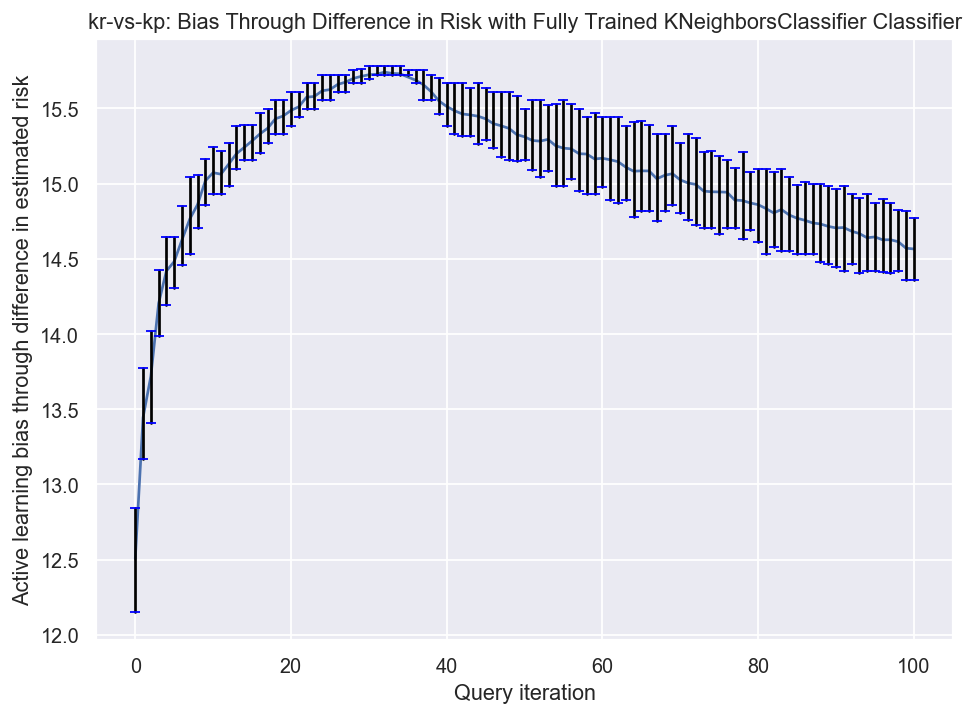 kr-vs-kp: Bias Through Difference in Risk with Fully Trained KNeighborsClassifier Classifier
Active learning bias through difference in estimated risk
15.5
15.0
14.5
14.0
13.5
13.0
12.5
12.0
0 20 40 60 80 100
Query iteration